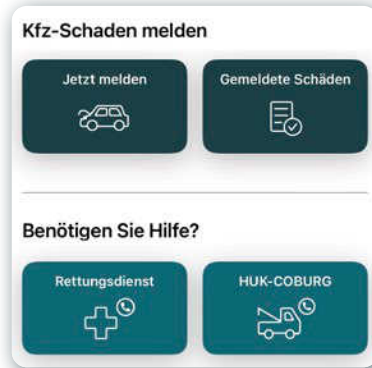 Kfz-Schaden melden
Jetzt melden
Gemeldete Schäden
Benötigen Sie Hilfe?
Rettungsdienst
HUK-COBURG